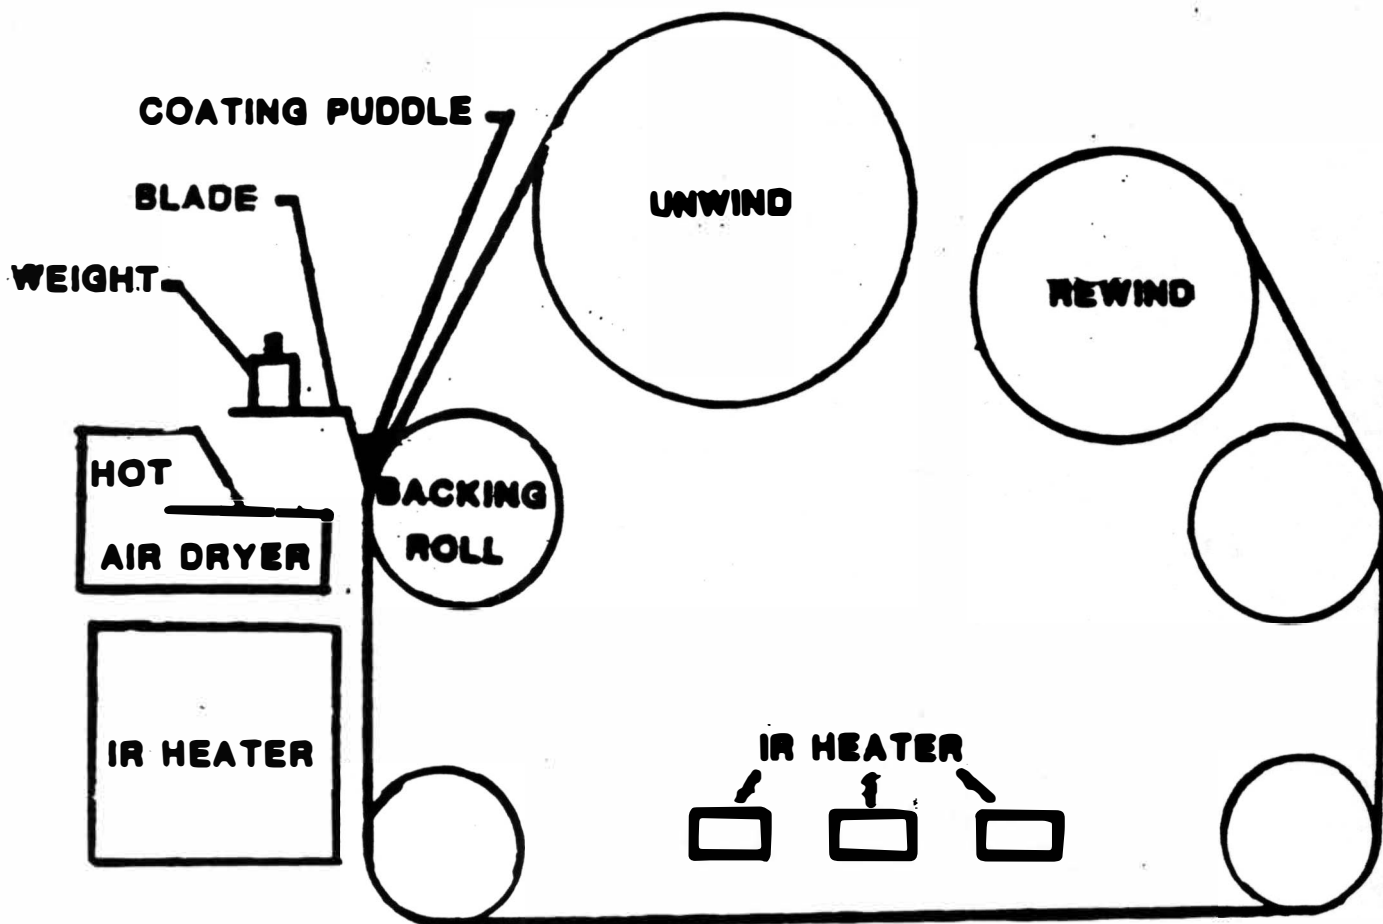 COATING PUDDLE
BLADE
UNWIND
WEIGHT
REWIND
HOT
AIR DRYER
BACKING
ROLL
IR HEATER
IR HEATER